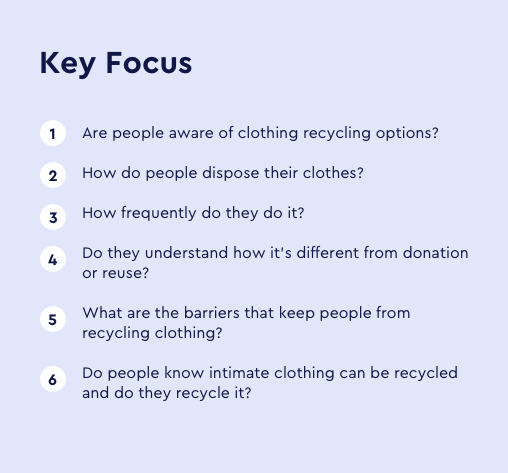 Key Focus
1 Are people aware of clothing recycling options?
2 How do people dispose their clothes?
3 How frequently do they do it?
4 Do they understand how it's different from donation
or reuse?
5 What are the barriers that keep people from
recycling clothing?
6 Do people know intimate clothing can be recycled
and do they recycle it?